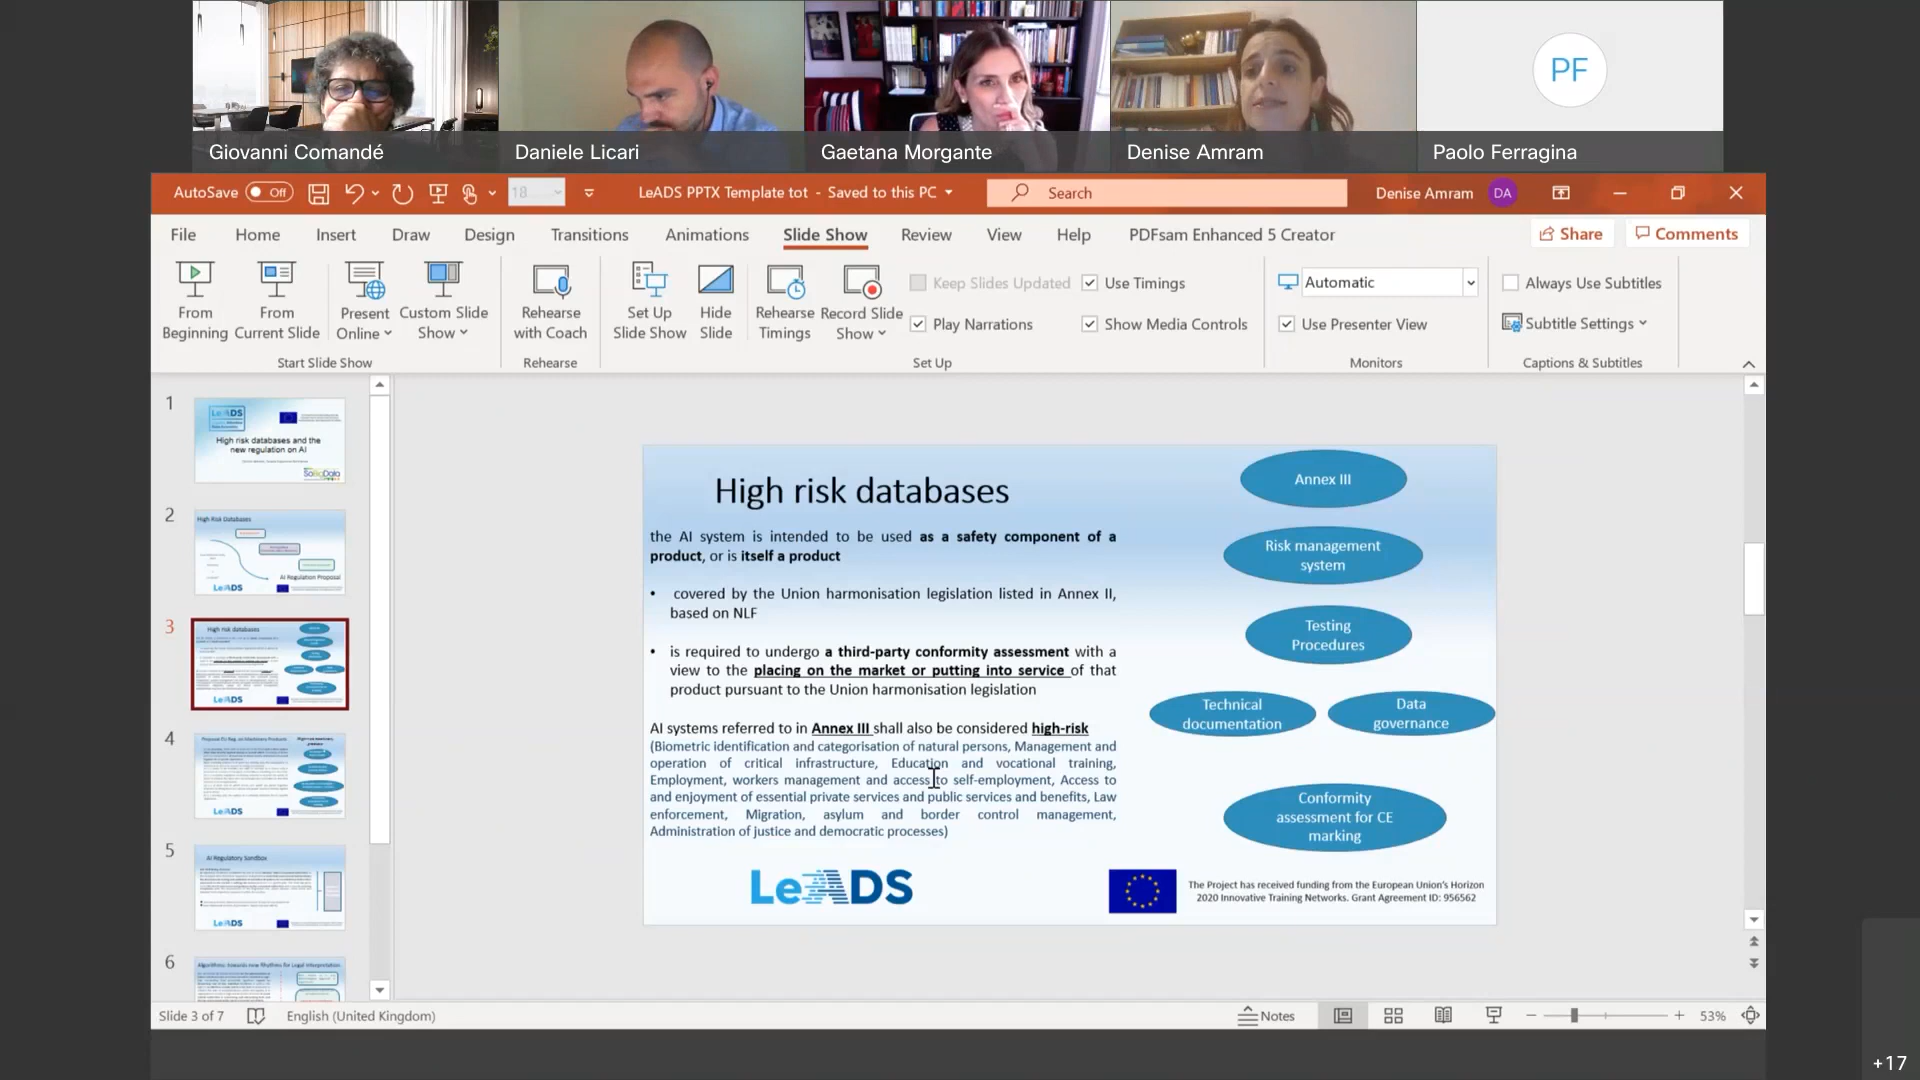 Giovanni Comandé
Daniele Licari
Gaetana Morgante
Denise Amram
PF
Paolo Ferragina
AutoSave Off
18
LeADS PPTX Template tot - Saved to this PC
Search
Denise Amram DA
File Home Insert Draw Design Transitions Animations Slide Show Review View Help PDFsam Enhanced 5 Creator
Share
Comments
From Beginning
From Current Slide
Present Online
Custom Slide Show
Start Slide Show
Rehearse with Coach
Rehearse
Set Up Slide Show
Hide Slide
Rehearse Timings
Record Slide Show
Keep Slides Updated
Use Timings
Play Narrations
Show Media Controls
Set Up
Automatic
Use Presenter View
Monitors
Always Use Subtitles
Subtitle Settings
Captions & Subtitles
1
LeADS
High risk databases and the
new regulation on AI
SoBigData
2
High Risk Databases
AI Regulation Proposal
LeADS
3
High risk databases
LeADS
4
LeADS
5
AI Regulatory Sandbox
LeADS
6
Algorithms: towards new Rhythms for Legal Interpretation
High risk databases
the AI system is intended to be used as a safety component of a
product, or is itself a product
• covered by the Union harmonisation legislation listed in Annex II,
based on NLF
• is required to undergo a third-party conformity assessment with a
view to the placing on the market or putting into service of that
product pursuant to the Union harmonisation legislation
AI systems referred to in Annex III shall also be considered high-risk
(Biometric identification and categorisation of natural persons, Management and
operation of critical infrastructure, Education and vocational training,
Employment, workers management and access to self-employment, Access to
and enjoyment of essential private services and public services and benefits, Law
enforcement, Migration, asylum and border control management,
Administration of justice and democratic processes)
Annex III
Risk management
system
Testing
Procedures
Technical
documentation
Data
governance
Conformity
assessment for CE
marking
LeADS
The Project has received funding from the European Union's Horizon
2020 Innovative Training Networks. Grant Agreement ID: 956562
Slide 3 of 7
English (United Kingdom)
Notes
53%
+17